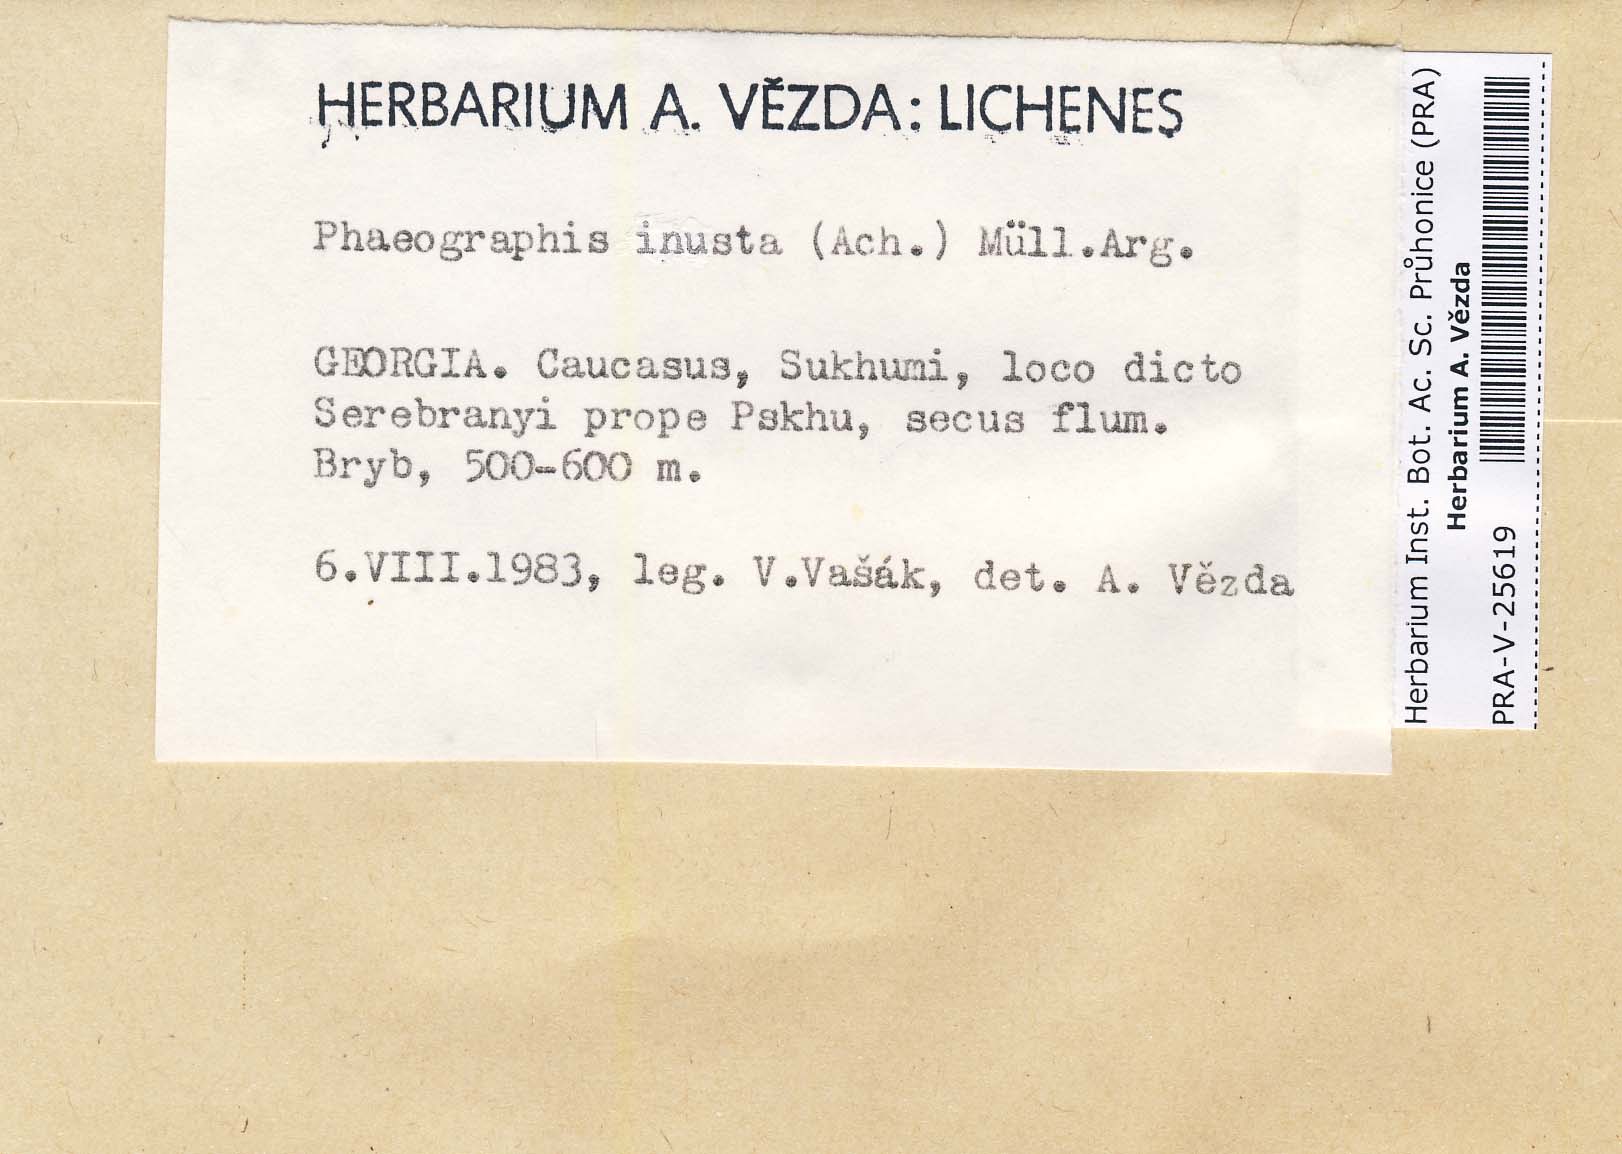 HERBARIUM A. VĚZDA: LICHENES
Phaeographis inusta (Ach.) Müll.Arg.
GEORGIA. Caucasus, Sukhumi, loco dicto
Serebranyi prope Pskhu, secus flum.
Bryb, 500-600 m.
6.VIII.1983, leg. V.Vašák, det. A. Vězda
Herbarium Inst. Bot. Ac. Sc. Průhonice (PRA)
Herbarium A. Vězda
PRA-V-25619